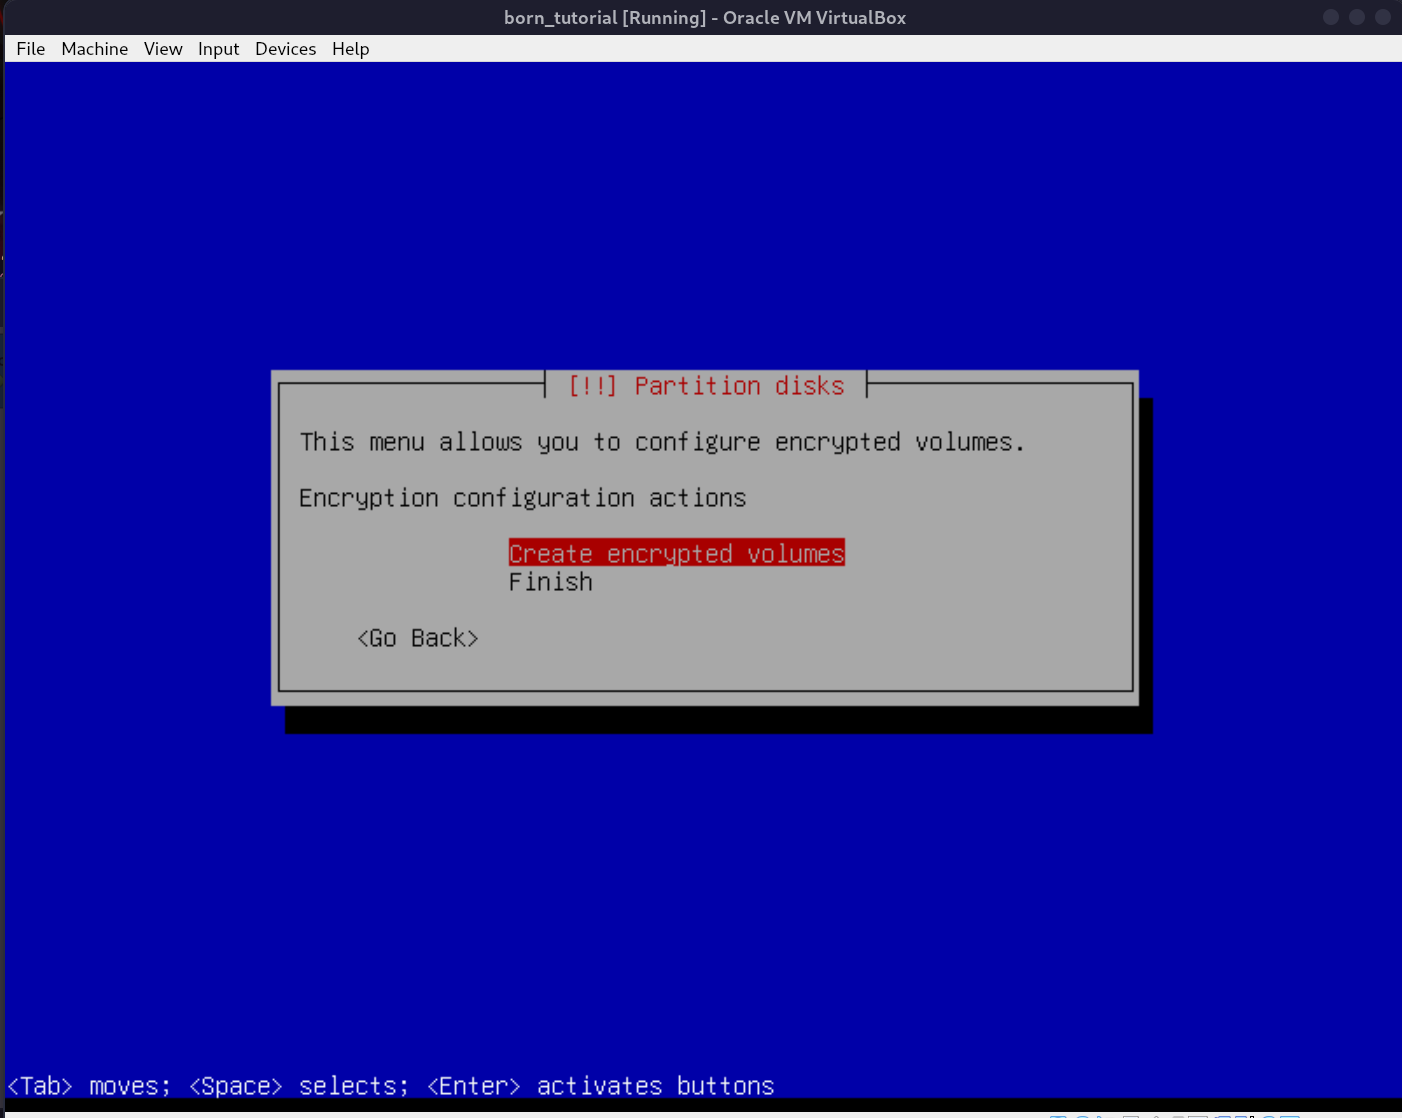 born_tutorial [Running] - Oracle VM VirtualBox
File Machine View Input Devices Help
[!!] Partition disks
This menu allows you to configure encrypted volumes.
Encryption configuration actions
Create encrypted volumes
Finish
<Go Back>
<Tab> moves; <Space> selects; <Enter> activates buttons